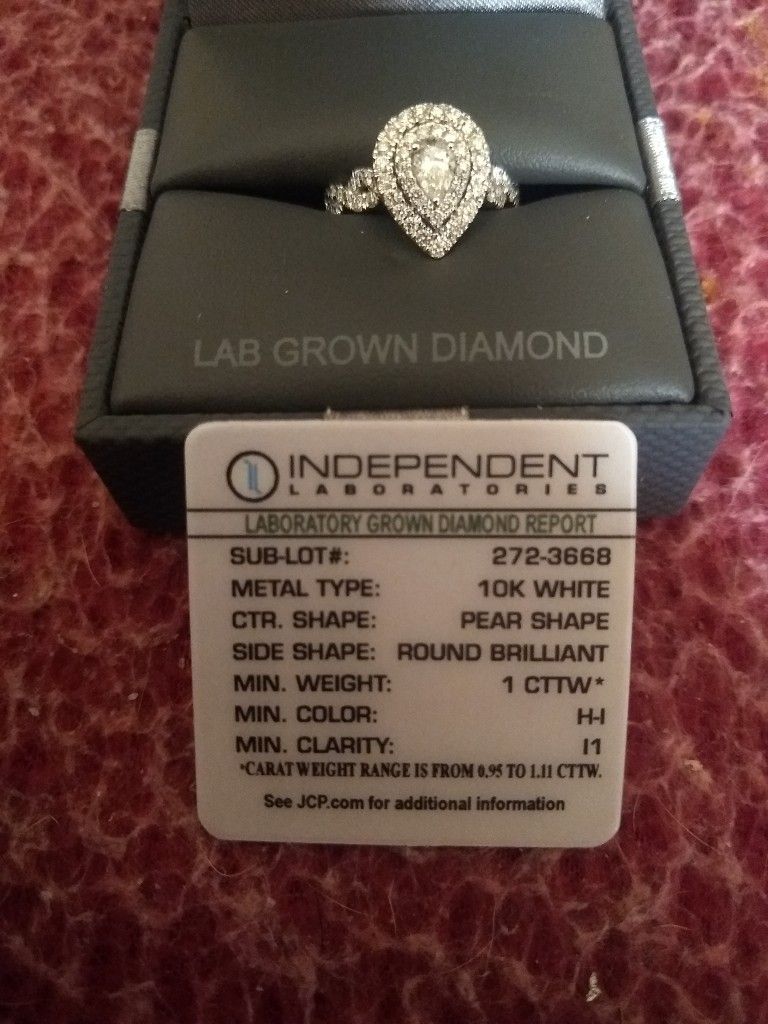 LAB GROWN DIAMOND
INDEPENDENT
LABORATORIES
LABORATORY GROWN DIAMOND REPORT
SUB-LOT#: 272-3668
METAL TYPE: 10K WHITE
CTR. SHAPE: PEAR SHAPE
SIDE SHAPE: ROUND BRILLIANT
MIN. WEIGHT: 1 CTTW*
MIN. COLOR: H-I
MIN. CLARITY: I1
*CARAT WEIGHT RANGE IS FROM 0.95 TO 1.11 CTTW.
See JCP.com for additional information